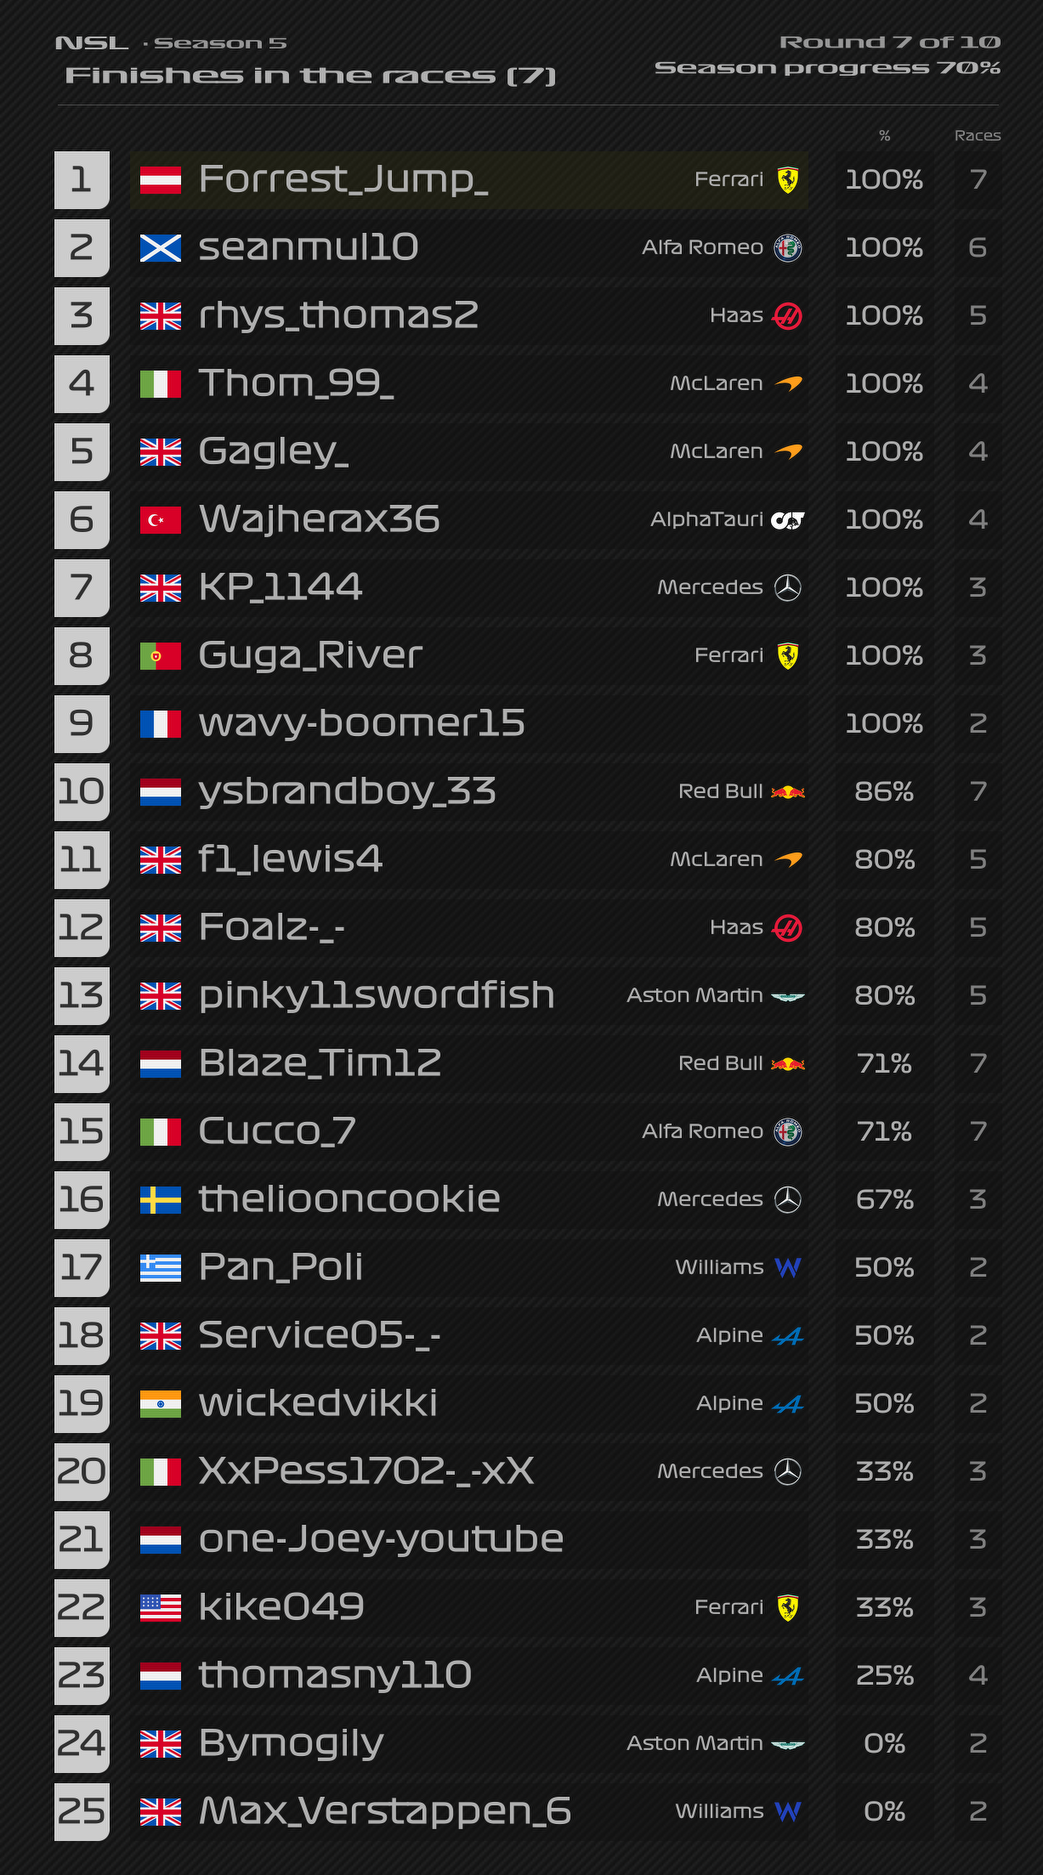 NSL · Season 5
Round 7 of 10
Finishes in the races (7)
Season progress 70%
% Races
1 Forrest_Jump_ Ferrari 100% 7
2 seanmul10 Alfa Romeo 100% 6
3 rhys_thomas2 Haas 100% 5
4 Thom_99_ McLaren 100% 4
5 Gagley_ McLaren 100% 4
6 Wajherax36 AlphaTauri 100% 4
7 KP_1144 Mercedes 100% 3
8 Guga_River Ferrari 100% 3
9 wavy-boomer15 100% 2
10 ysbrandboy_33 Red Bull 86% 7
11 f1_lewis4 McLaren 80% 5
12 Foalz-_- Haas 80% 5
13 pinky11swordfish Aston Martin 80% 5
14 Blaze_Tim12 Red Bull 71% 7
15 Cucco_7 Alfa Romeo 71% 7
16 theliooncookie Mercedes 67% 3
17 Pan_Poli Williams 50% 2
18 Service05-_- Alpine 50% 2
19 wickedvikki Alpine 50% 2
20 XxPess1702-_-xX Mercedes 33% 3
21 one-Joey-youtube 33% 3
22 kike049 Ferrari 33% 3
23 thomasny110 Alpine 25% 4
24 Bymogily Aston Martin 0% 2
25 Max_Verstappen_6 Williams 0% 2